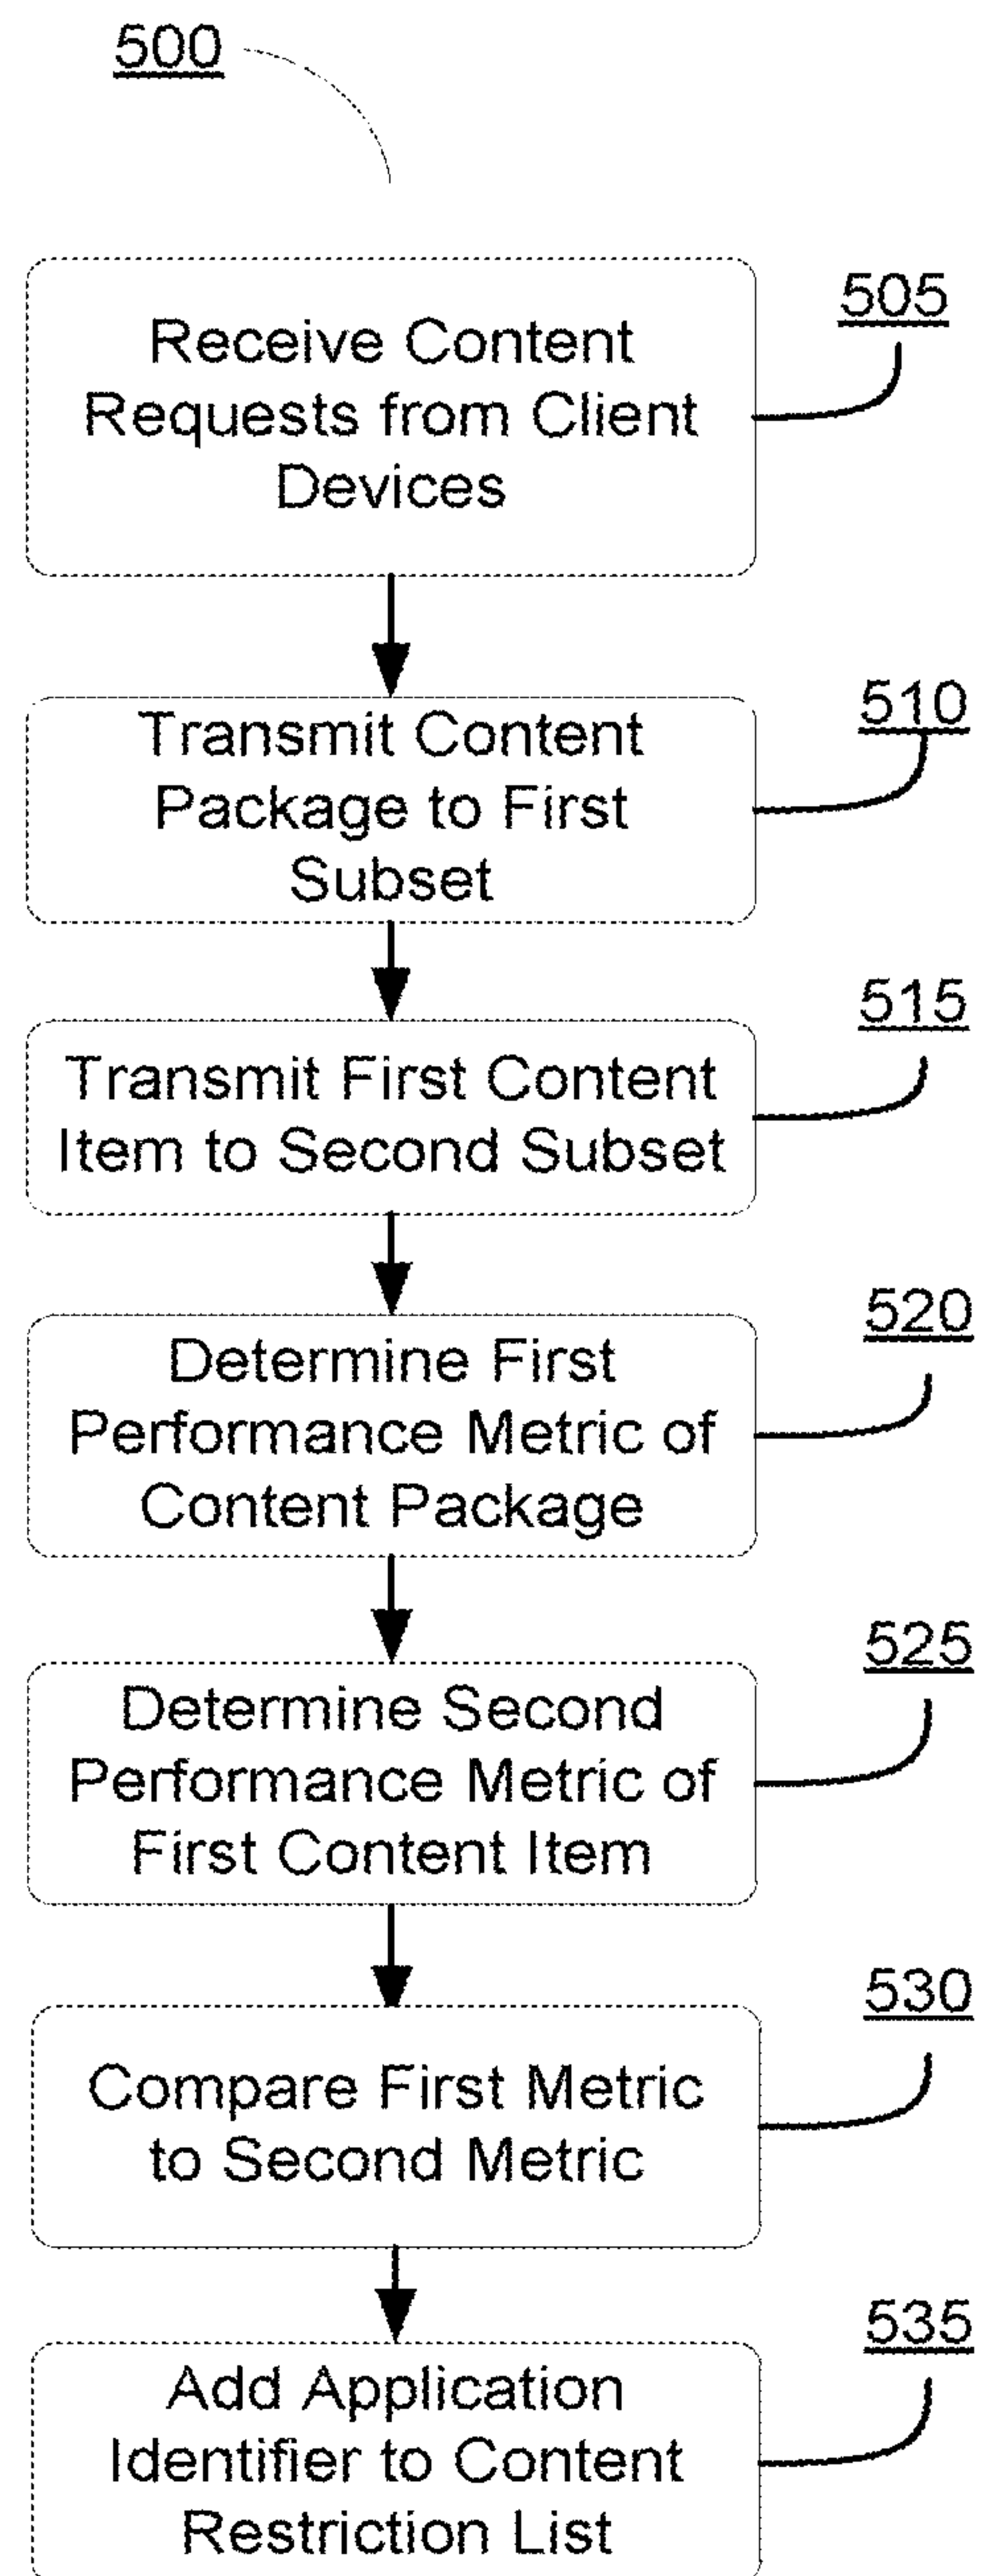 500
505
Receive Content
Requests from Client
Devices
510
Transmit Content
Package to First
Subset
515
Transmit First Content
Item to Second Subset
520
Determine First
Performance Metric of
Content Package
525
Determine Second
Performance Metric of
First Content Item
530
Compare First Metric
to Second Metric
535
Add Application
Identifier to Content
Restriction List